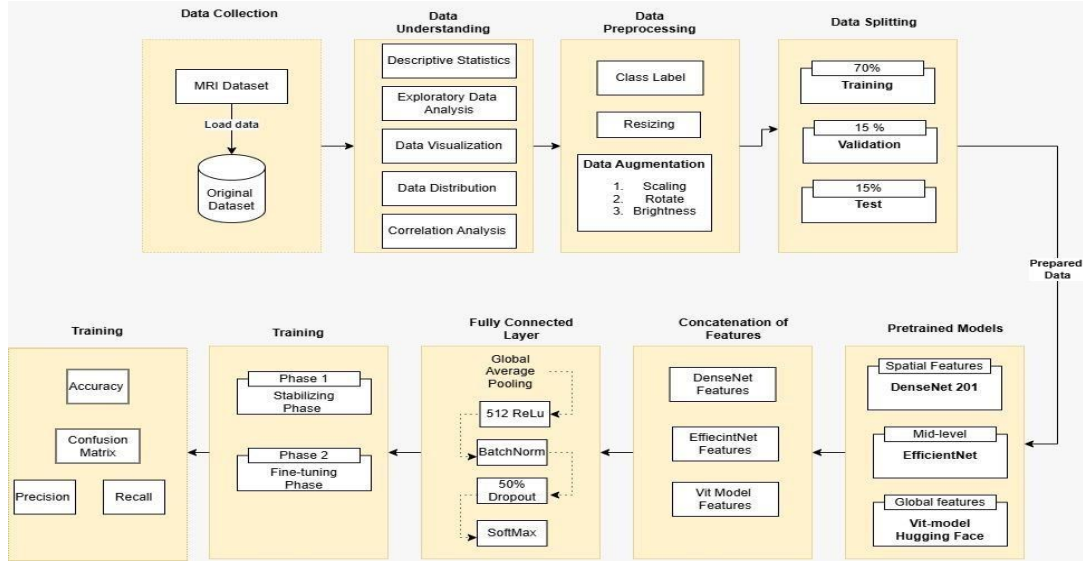 Data Collection
MRI Dataset
Load data
Original
Dataset
Data
Understanding
Descriptive Statistics
Exploratory Data
Analysis
Data Visualization
Data Distribution
Correlation Analysis
Data
Preprocessing
Class Label
Resizing
Data Augmentation
1. Scaling
2. Rotate
3. Brightness
Data Splitting
70%
Training
15 %
Validation
15%
Test
Prepared
Data
Pretrained Models
Spatial Features
DenseNet 201
Mid-level
EfficientNet
Global features
Vit-model
Hugging Face
Concatenation of
Features
DenseNet
Features
EffiecintNet
Features
Vit Model
Features
Fully Connected
Layer
Global
Average
Pooling
512 ReLu
BatchNorm
50%
Dropout
SoftMax
Training
Phase 1
Stabilizing
Phase
Phase 2
Fine-tuning
Phase
Training
Accuracy
Confusion
Matrix
Precision
Recall